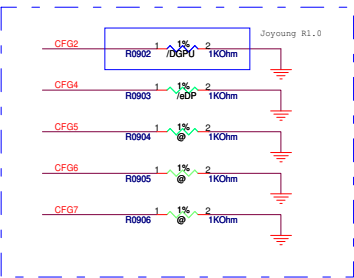 Joyoung R1.0
CFG2 1 1% 2
R0902 /DGPU 1KOhm
CFG4 1 1% 2
R0903 /eDP 1KOhm
CFG5 1 1% 2
R0904 @ 1KOhm
CFG6 1 1% 2
R0905 @ 1KOhm
CFG7 1 1% 2
R0906 @ 1KOhm